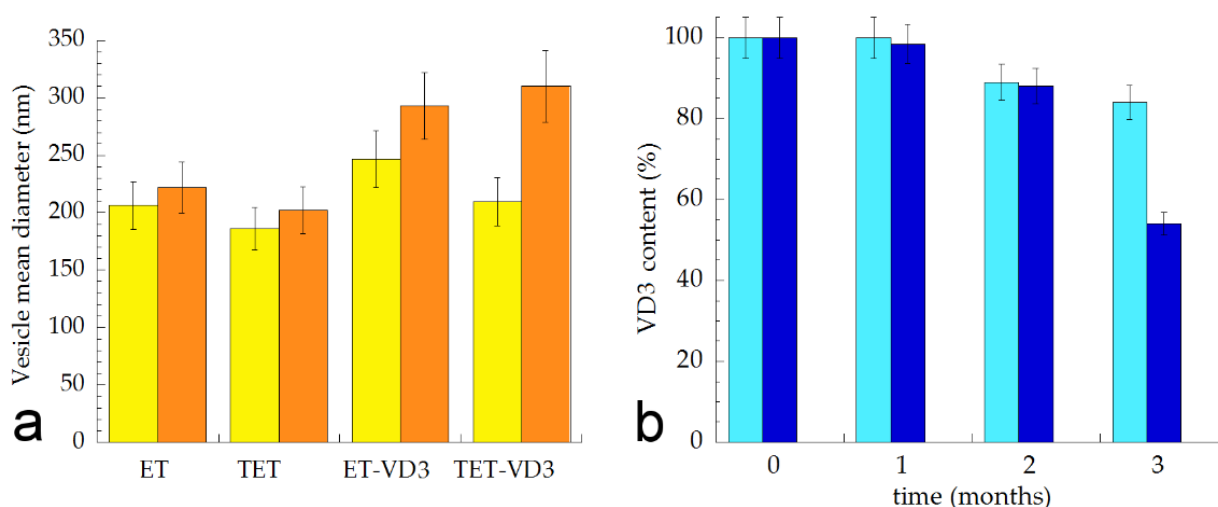 Vesicle mean diameter (nm)
350
300
250
200
150
100
50
0
ET TET ET-VD3 TET-VD3
a
VD3 content (%)
100
80
60
40
20
0
0 1 2 3
time (months)
b